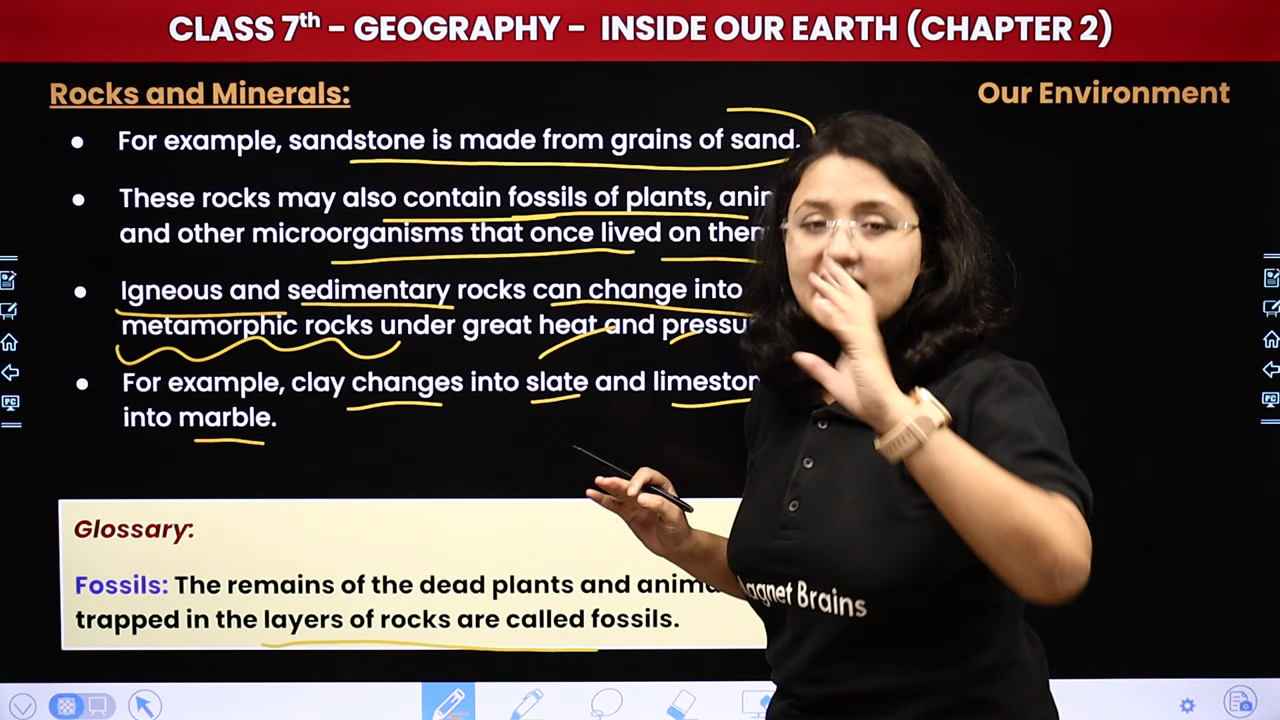 CLASS 7th - GEOGRAPHY - INSIDE OUR EARTH (CHAPTER 2)
Rocks and Minerals:
Our Environment
● For example, sandstone is made from grains of sand.
● These rocks may also contain fossils of plants,
and other microorganisms that once lived on
● Igneous and sedimentary rocks can change into
metamorphic rocks under great heat and
● For example, clay changes into slate and
into marble.
Glossary:
Fossils: The remains of the dead plants and
trapped in the layers of rocks are called fossils.
Brains
PC
PC